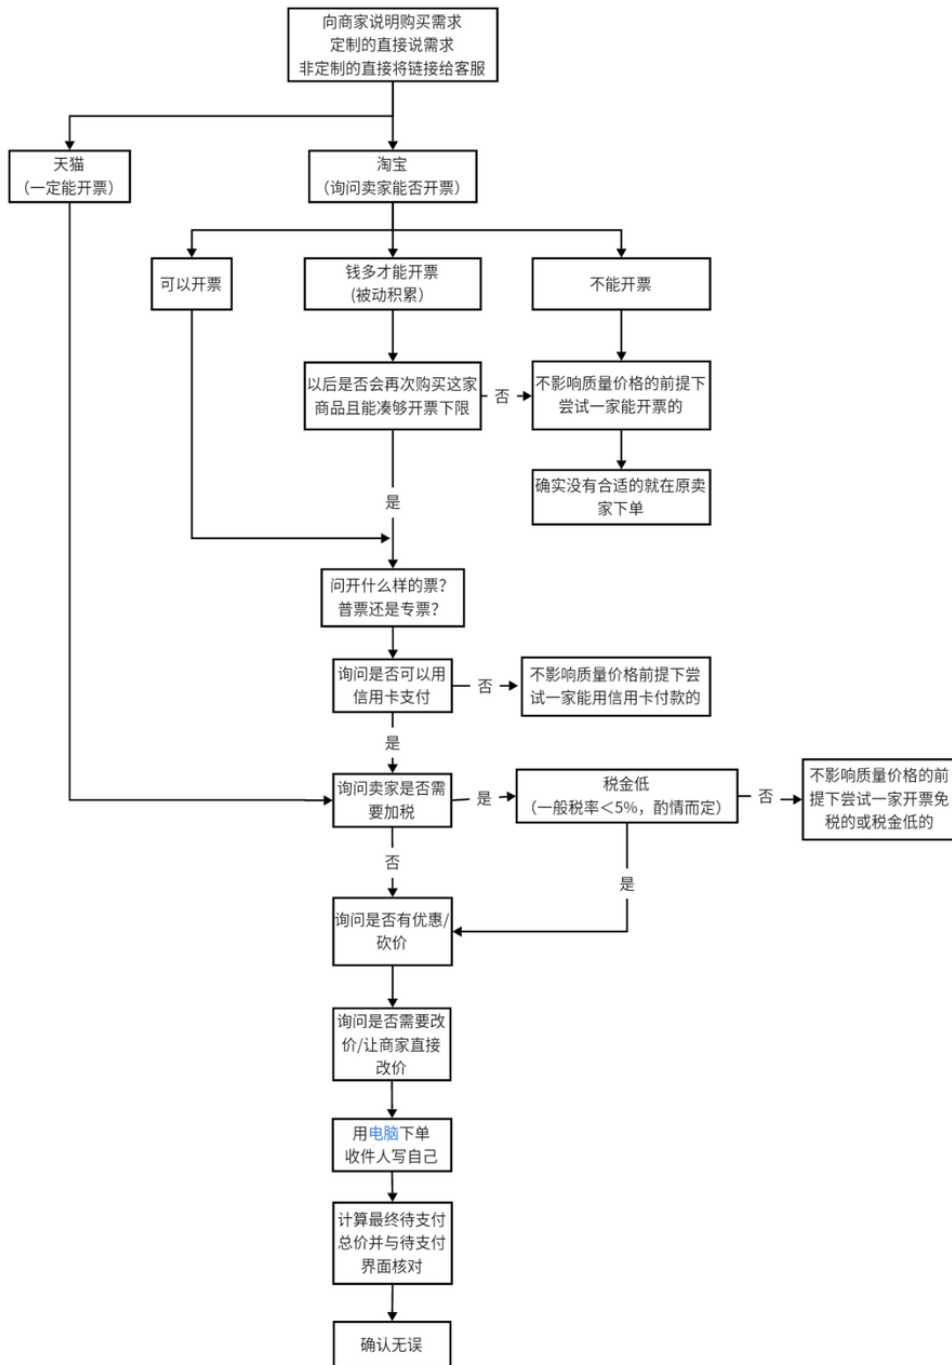 向商家说明购买需求
定制的直接说需求
非定制的直接将链接给客服
天猫
（一定能开票）
淘宝
（询问卖家能否开票）
可以开票
钱多才能开票
(被动积累）
不能开票
以后是否会再次购买这家
商品且能凑够开票下限
否
不影响质量价格的前提下
尝试一家能开票的
是
确实没有合适的就在原卖
家下单
问开什么样的票？
普票还是专票？
询问是否可以用
信用卡支付
否
不影响质量价格前提下尝
试一家能用信用卡付款的
是
询问卖家是否需
要加税
是
税金低
（一般税率＜5%，酌情而定）
否
不影响质量价格的前
提下尝试一家开票免
税的或税金低的
否
是
询问是否有优惠/
砍价
询问是否需要改
价/让商家直接
改价
用电脑下单
收件人写自己
计算最终待支付
总价并与待支付
界面核对
确认无误